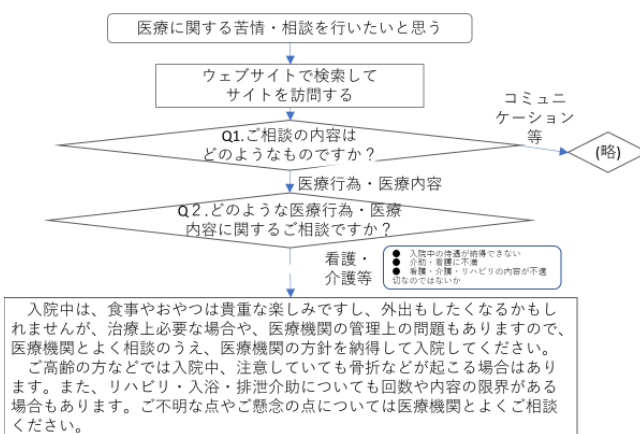 医療に関する苦情・相談を行いたいと思う
ウェブサイトで検索して
サイトを訪問する
コミュニ
ケーション
等
Q1.ご相談の内容は
どのようなものですか？
(略)
医療行為・医療内容
Q２.どのような医療行為・医療
内容に関するご相談ですか？
看護・
介護等
● 入院中の待遇が納得できない
● 介助・看護に不満
● 看護・介護・リハビリの内容が不適
切なのではないか
入院中は、食事やおやつは貴重な楽しみですし、外出もしたくなるかもし
れませんが、治療上必要な場合や、医療機関の管理上の問題もありますので、
医療機関とよく相談のうえ、医療機関の方針を納得して入院してください。
ご高齢の方などでは入院中、注意していても骨折などが起こる場合はあり
ます。また、リハビリ・入浴・排泄介助についても回数や内容の限界がある
場合もあります。ご不明な点やご懸念の点については医療機関とよくご相談
ください。